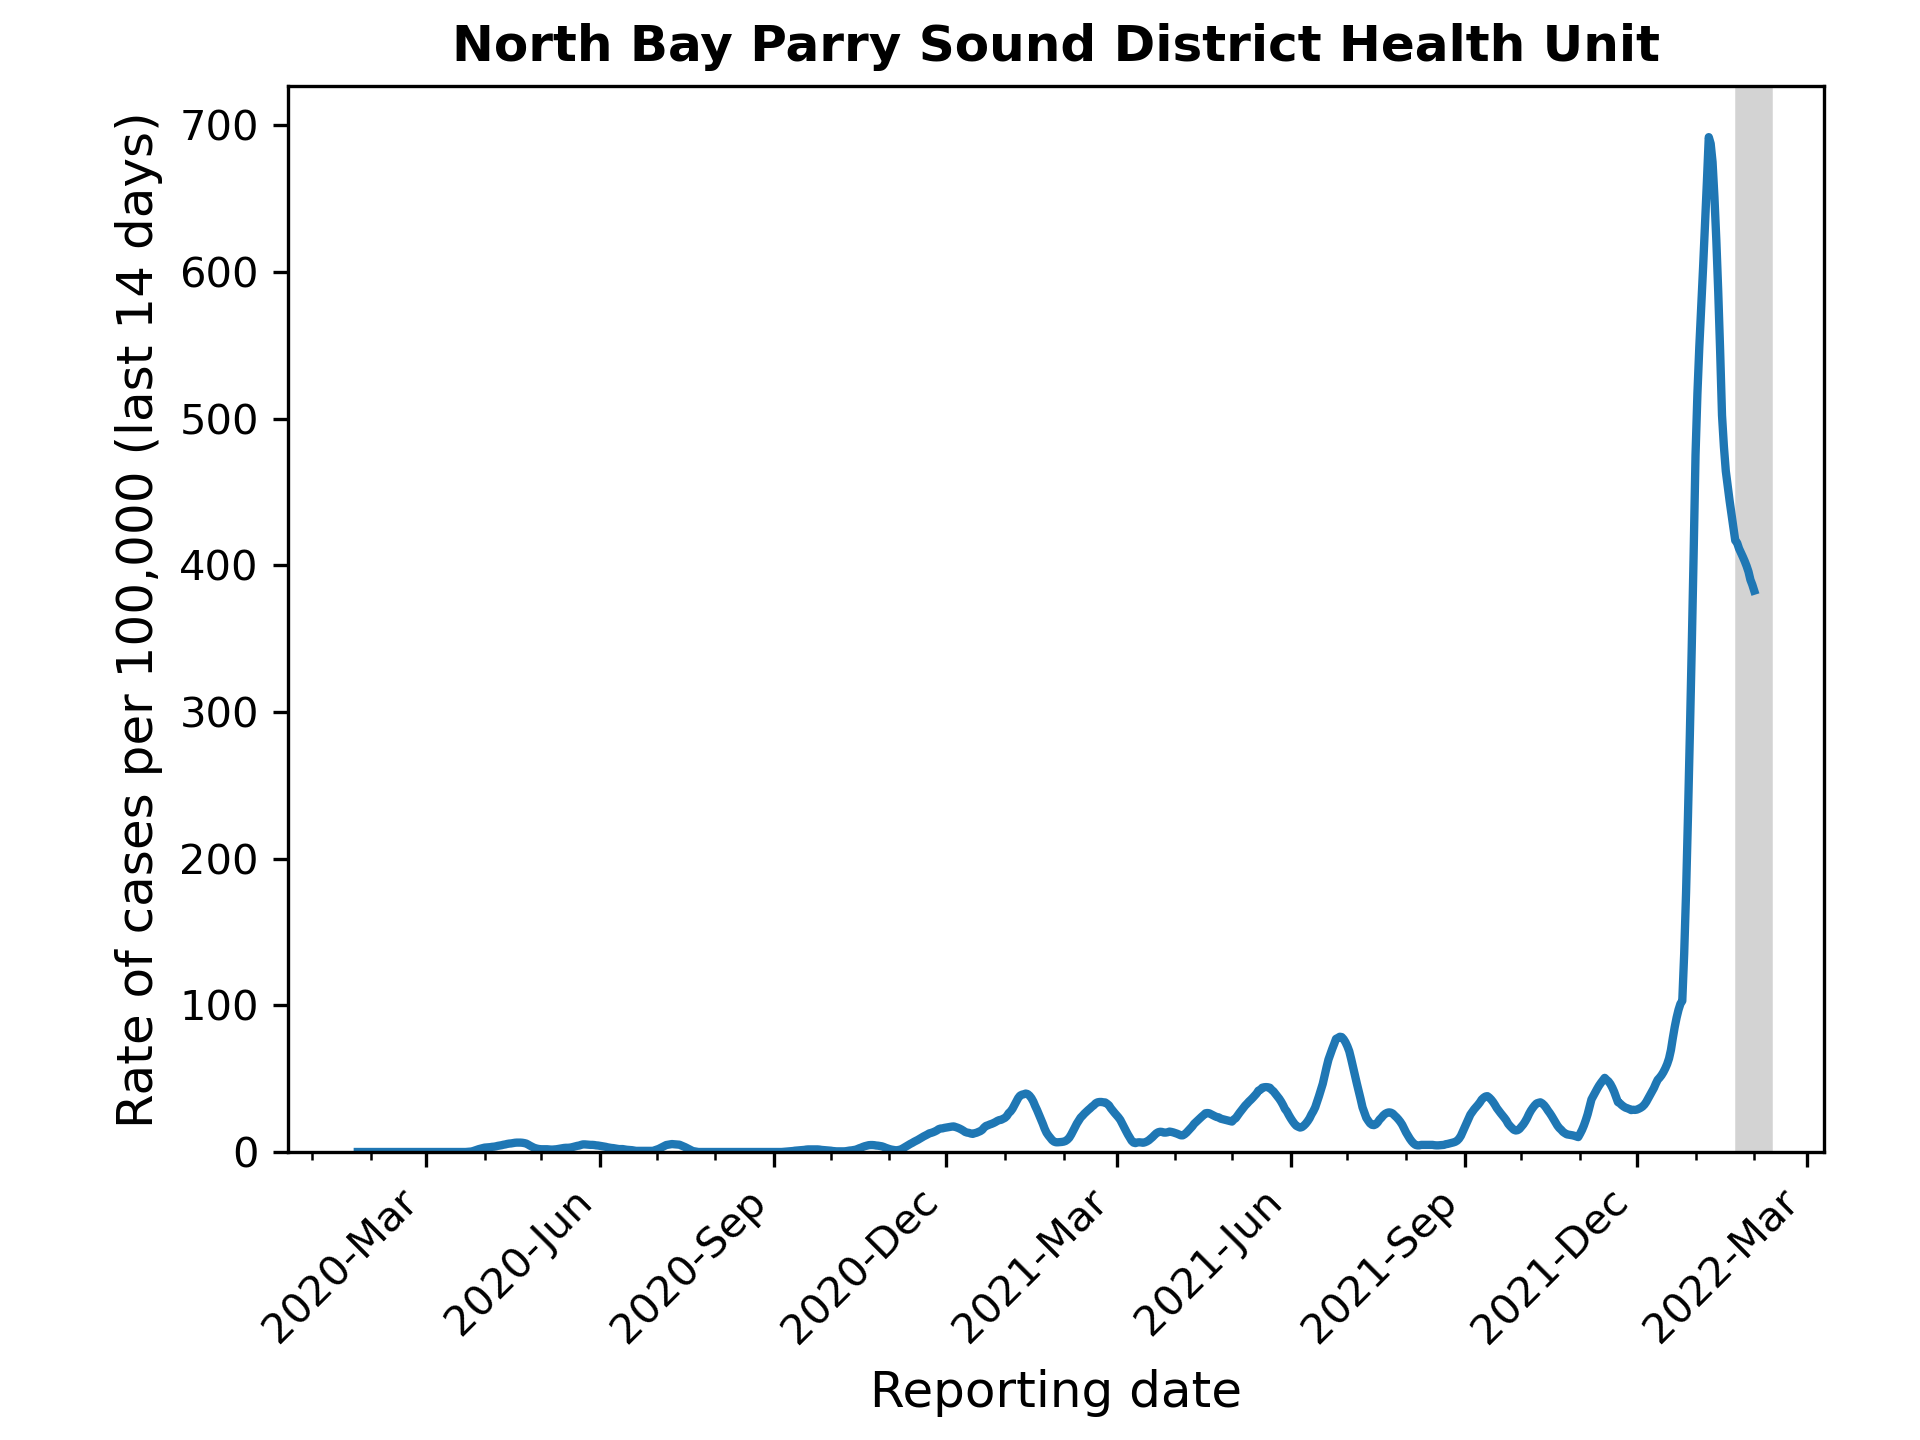 North Bay Parry Sound District Health Unit
Rate of cases per 100,000 (last 14 days)
700
600
500
400
300
200
100
0
2020-Mar
2020-Jun
2020-Sep
2020-Dec
2021-Mar
2021-Jun
2021-Sep
2021-Dec
2022-Mar
Reporting date